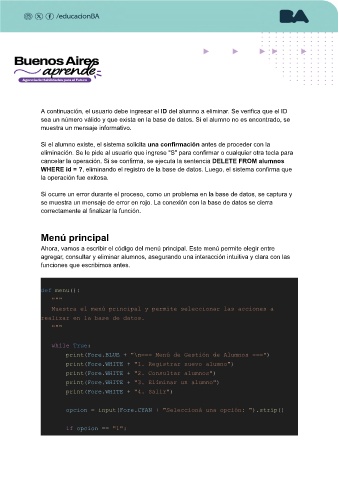 /educacionBA
BA
Buenos Aires
aprende
Agencia de Habilidades para el Futuro
A continuación, el usuario debe ingresar el ID del alumno a eliminar. Se verifica que el ID
sea un número válido y que exista en la base de datos. Si el alumno no es encontrado, se
muestra un mensaje informativo.
Si el alumno existe, el sistema solicita una confirmación antes de proceder con la
eliminación. Se le pide al usuario que ingrese "S" para confirmar o cualquier otra tecla para
cancelar la operación. Si se confirma, se ejecuta la sentencia DELETE FROM alumnos
WHERE id = ?, eliminando el registro de la base de datos. Luego, el sistema confirma que
la operación fue exitosa.
Si ocurre un error durante el proceso, como un problema en la base de datos, se captura y
se muestra un mensaje de error en rojo. La conexión con la base de datos se cierra
correctamente al finalizar la función.
Menú principal
Ahora, vamos a escribir el código del menú principal. Este menú permite elegir entre
agregar, consultar y eliminar alumnos, asegurando una interacción intuitiva y clara con las
funciones que escribimos antes.
def menu():
"""
Muestra el menú principal y permite seleccionar las acciones a
realizar en la base de datos.
"""
while True:
print(Fore.BLUE + "\n=== Menú de Gestión de Alumnos ===")
print(Fore.WHITE + "1. Registrar nuevo alumno")
print(Fore.WHITE + "2. Consultar alumnos")
print(Fore.WHITE + "3. Eliminar un alumno")
print(Fore.WHITE + "4. Salir")
opcion = input(Fore.CYAN + "Seleccioná una opción: ").strip()
if opcion == "1":